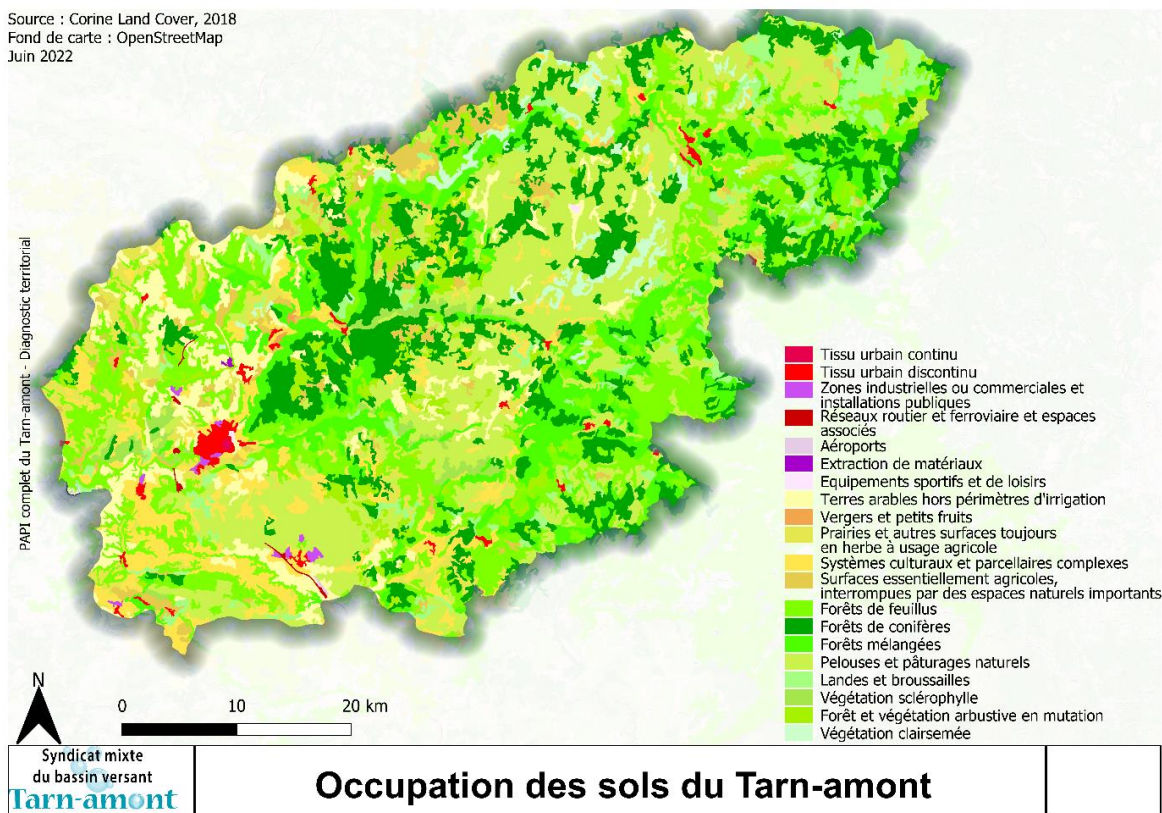 Source : Corine Land Cover, 2018
Fond de carte : OpenStreetMap
Juin 2022
PAPI complet du Tarn-amont - Diagnostic territorial
Tissu urbain continu
Tissu urbain discontinu
Zones industrielles ou commerciales et
installations publiques
Réseaux routier et ferroviaire et espaces
associés
Aéroports
Extraction de matériaux
Equipements sportifs et de loisirs
Terres arables hors périmètres d'irrigation
Vergers et petits fruits
Prairies et autres surfaces toujours
en herbe à usage agricole
Systèmes culturaux et parcellaires complexes
Surfaces essentiellement agricoles,
interrompues par des espaces naturels importants
Forêts de feuillus
Forêts de conifères
Forêts mélangées
Pelouses et pâturages naturels
Landes et broussailles
Végétation sclérophylle
Forêt et végétation arbustive en mutation
Végétation clairsemée
N
0 10 20 km
Syndicat mixte
du bassin versant
Tarn-amont
Occupation des sols du Tarn-amont